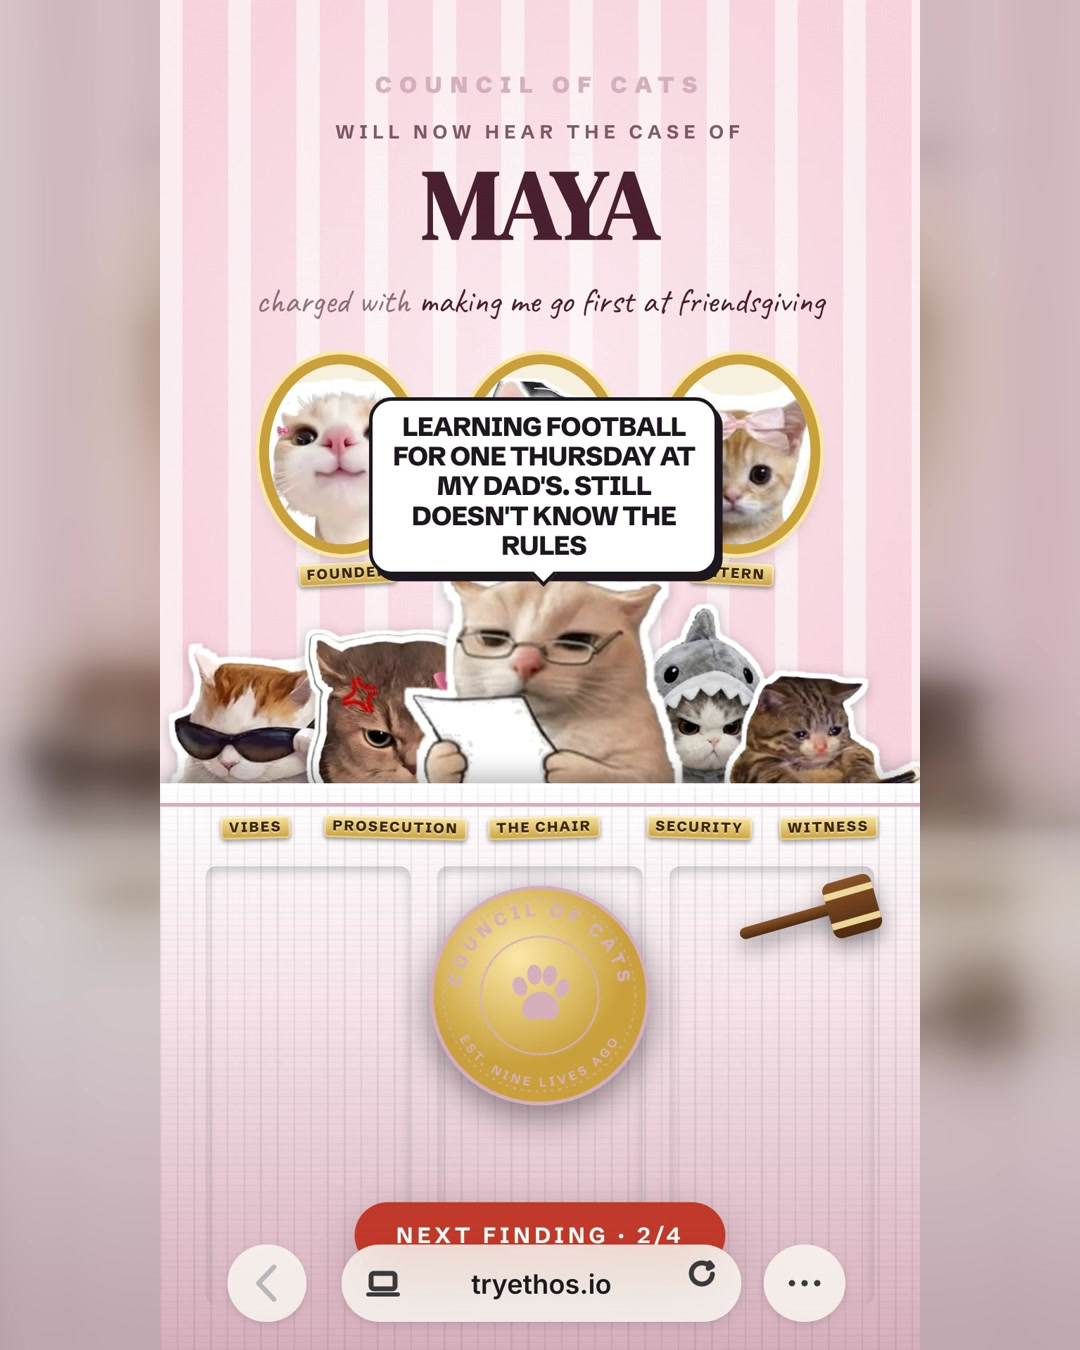 COUNCIL OF CATS
WILL NOW HEAR THE CASE OF
MAYA
charged with making me go first at friendsgiving
LEARNING FOOTBALL
FOR ONE THURSDAY AT
MY DAD'S. STILL
DOESN'T KNOW THE
RULES
VIBES
PROSECUTION
THE CHAIR
SECURITY
WITNESS
COUNCIL OF CATS
EST. NINE LIVES AGO
NEXT FINDING · 2/4
tryethos.io